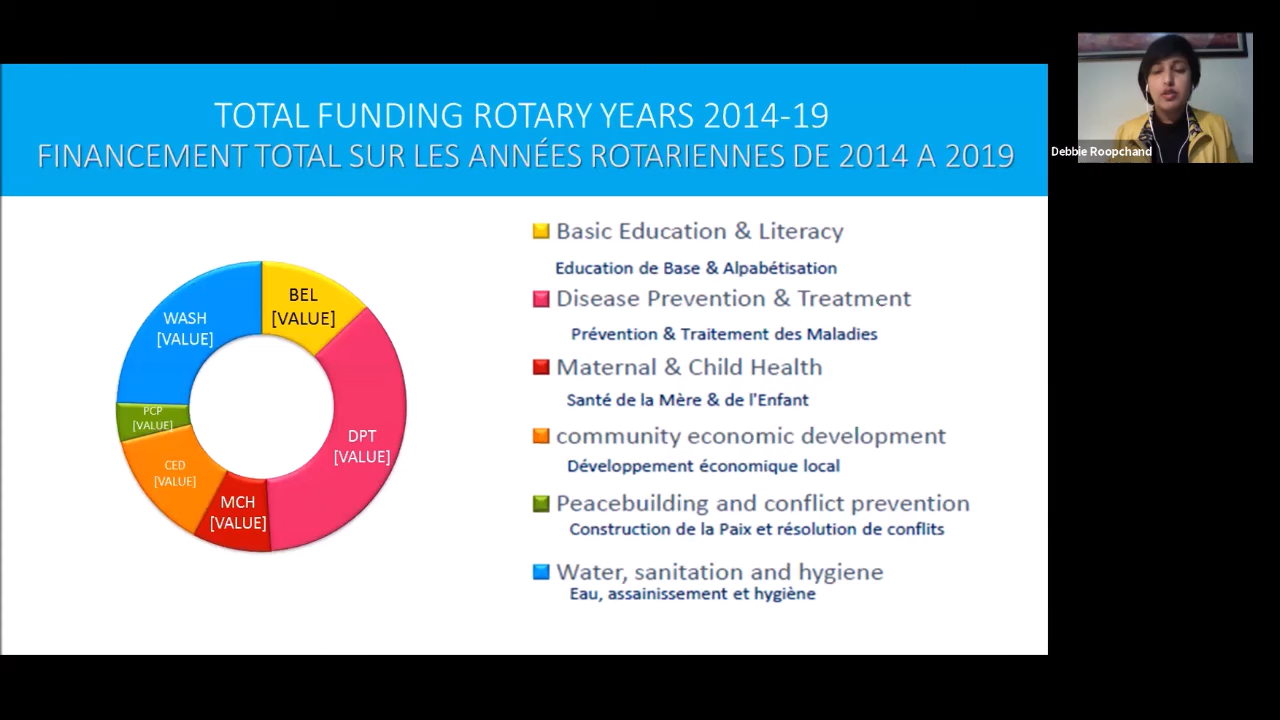 TOTAL FUNDING ROTARY YEARS 2014-19
FINANCEMENT TOTAL SUR LES ANNÉES ROTARIENNES DE 2014 A 2019
Debbie Roopchand
BEL
[VALUE]
WASH
[VALUE]
PCP
[VALUE]
DPT
[VALUE]
CED
[VALUE]
MCH
[VALUE]
Basic Education & Literacy
Education de Base & Alpabétisation
Disease Prevention & Treatment
Prévention & Traitement des Maladies
Maternal & Child Health
Santé de la Mère & de l'Enfant
community economic development
Développement économique local
Peacebuilding and conflict prevention
Construction de la Paix et résolution de conflits
Water, sanitation and hygiene
Eau, assainissement et hygiène